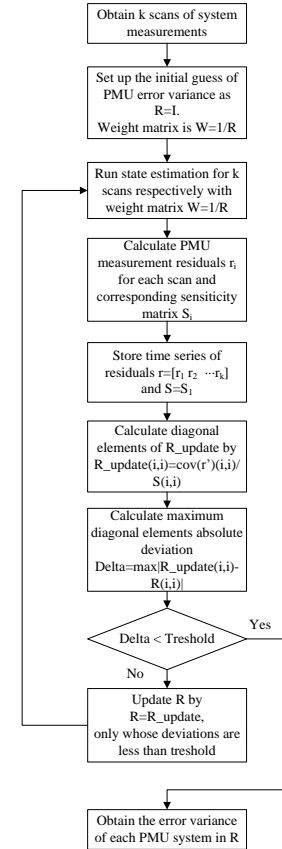 Obtain k scans of system
measurements
Set up the initial guess of
PMU error variance as
R=I.
Weight matrix is W=1/R
Run state estimation for k
scans respectively with
weight matrix W=1/R
Calculate PMU
measurement residuals rᵢ
for each scan and
corresponding sensiticity
matrix Sᵢ
Store time series of
residuals r=[r₁ r₂ ···rₖ]
and S=S₁
Calculate diagonal
elements of R_update by
R_update(i,i)=cov(r’)(i,i)/
S(i,i)
Calculate maximum
diagonal elements absolute
deviation
Delta=max|R_update(i,i)-
R(i,i)|
Delta < Treshold
Yes
No
Update R by
R=R_update,
only whose deviations are
less than treshold
Obtain the error variance
of each PMU system in R